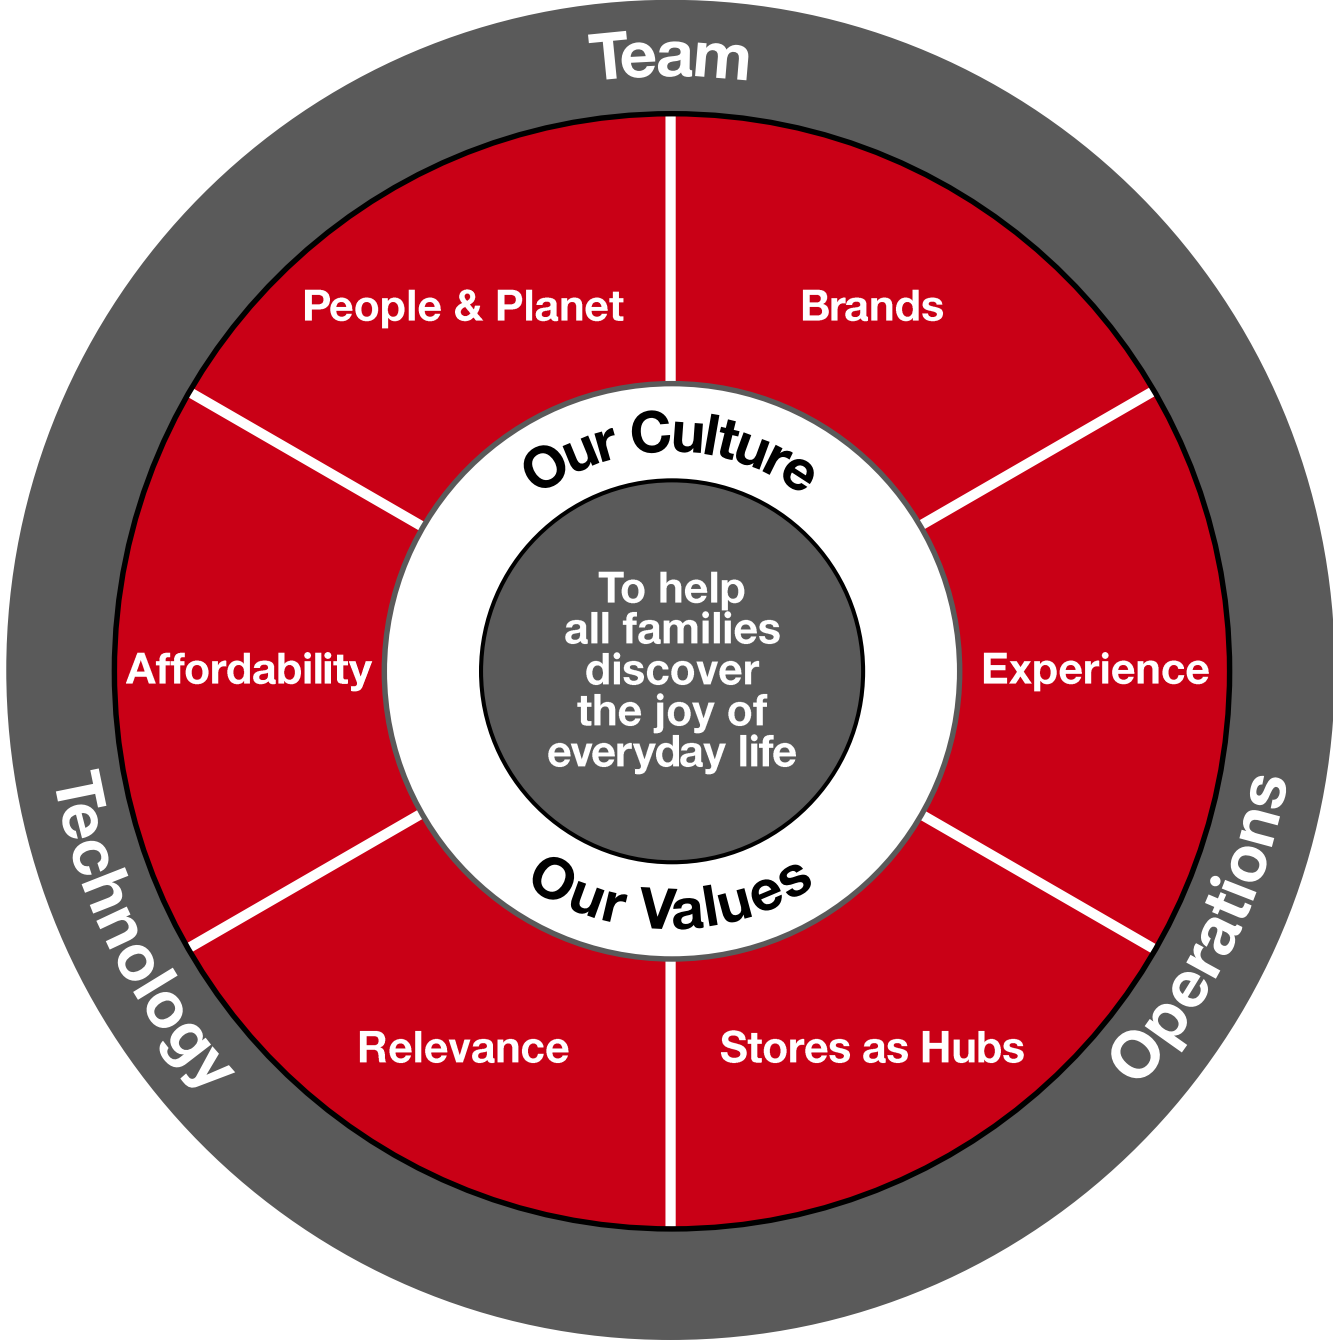 Team
People & Planet
Brands
Our Culture
To help
all families
discover
the joy of
everyday life
Affordability
Experience
Our Values
Technology
Operations
Relevance
Stores as Hubs